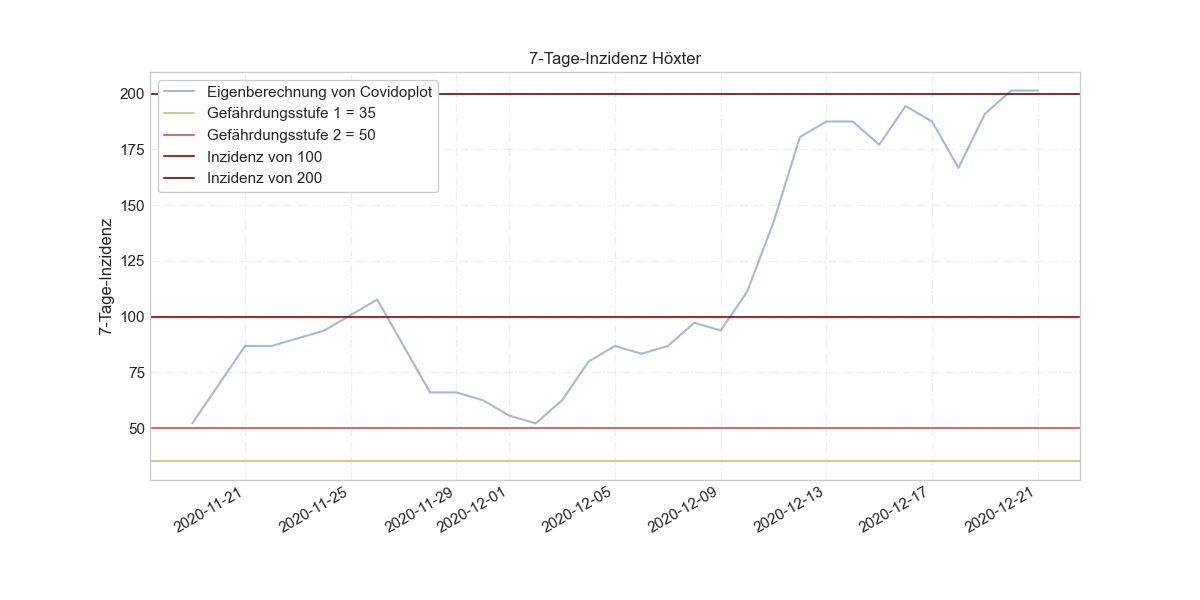 7-Tage-Inzidenz Höxter
Eigenberechnung von Covidoplot
Gefährdungsstufe 1 = 35
Gefährdungsstufe 2 = 50
Inzidenz von 100
Inzidenz von 200
7-Tage-Inzidenz
200
175
150
125
100
75
50
2020-11-21
2020-11-25
2020-11-29
2020-12-01
2020-12-05
2020-12-09
2020-12-13
2020-12-17
2020-12-21